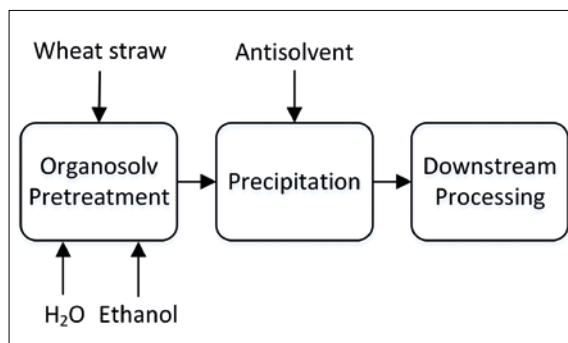 Wheat straw
Antisolvent
Organosolv
Pretreatment
Precipitation
Downstream
Processing
H₂O
Ethanol